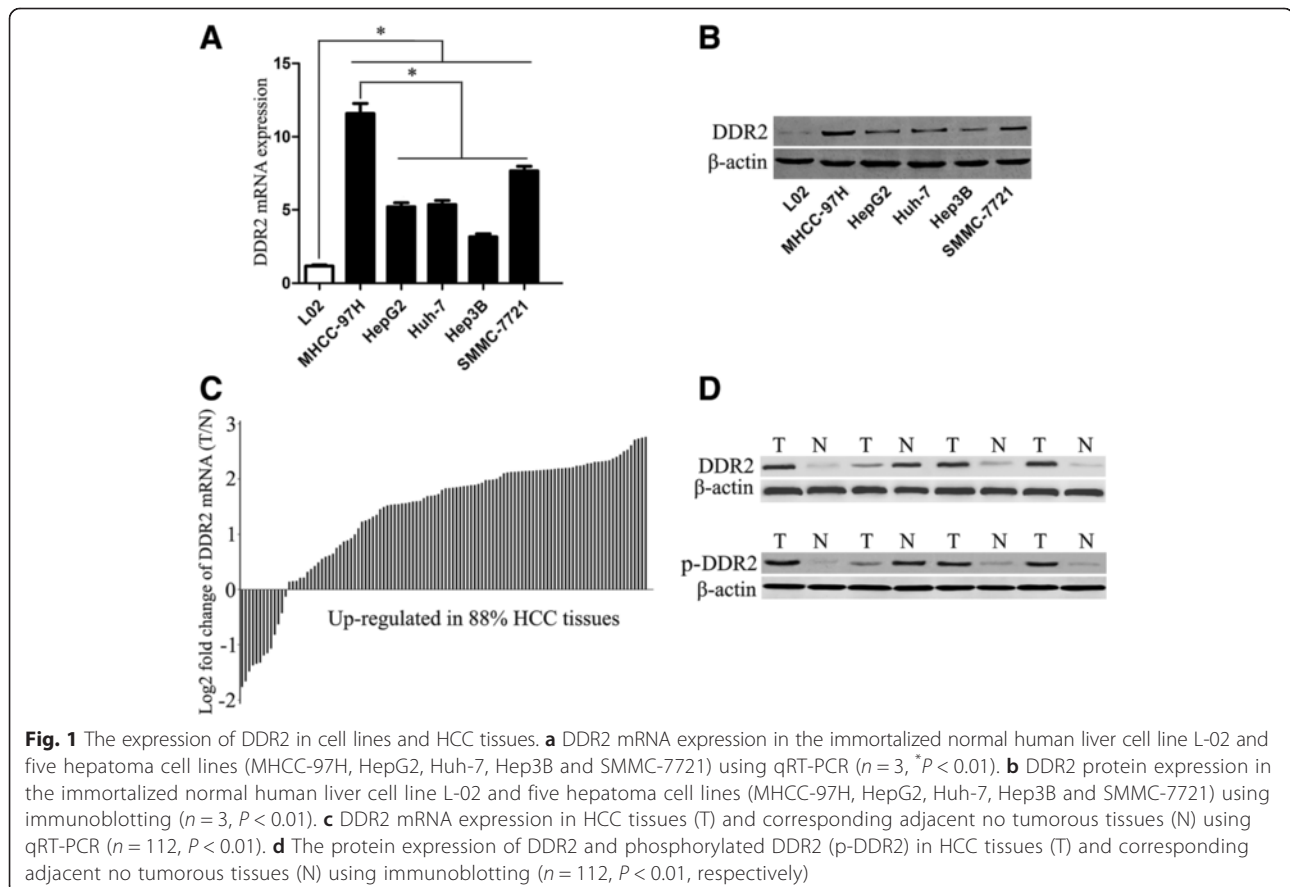 A
DDR2 mRNA expression
15
10
5
0
*
*
L02
MHCC-97H
HepG2
Huh-7
Hep3B
SMMC-7721
B
DDR2
β-actin
L02
MHCC-97H
HepG2
Huh-7
Hep3B
SMMC-7721
C
Log2 fold change of DDR2 mRNA (T/N)
3
2
1
0
-1
-2
Up-regulated in 88% HCC tissues
D
T N T N T N T N
DDR2
β-actin
T N T N T N T N
p-DDR2
β-actin
Fig. 1 The expression of DDR2 in cell lines and HCC tissues. a DDR2 mRNA expression in the immortalized normal human liver cell line L-02 and
five hepatoma cell lines (MHCC-97H, HepG2, Huh-7, Hep3B and SMMC-7721) using qRT-PCR (n = 3, *P < 0.01). b DDR2 protein expression in
the immortalized normal human liver cell line L-02 and five hepatoma cell lines (MHCC-97H, HepG2, Huh-7, Hep3B and SMMC-7721) using
immunoblotting (n = 3, P < 0.01). c DDR2 mRNA expression in HCC tissues (T) and corresponding adjacent no tumorous tissues (N) using
qRT-PCR (n = 112, P < 0.01). d The protein expression of DDR2 and phosphorylated DDR2 (p-DDR2) in HCC tissues (T) and corresponding
adjacent no tumorous tissues (N) using immunoblotting (n = 112, P < 0.01, respectively)